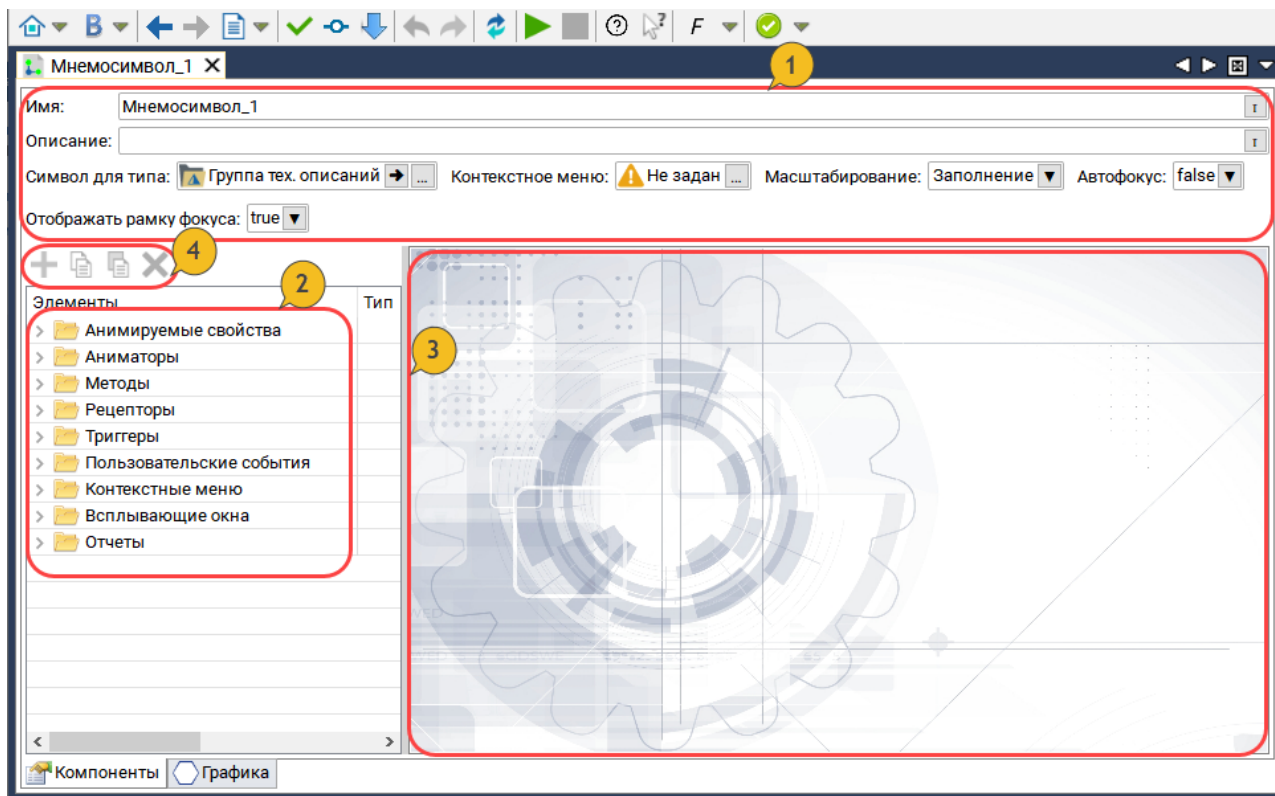 B F
Мнемосимвол_1
1
Имя: Мнемосимвол_1
Описание:
Символ для типа: Группа тех. описаний ... Контекстное меню: Не задан ... Масштабирование: Заполнение Автофокус: false
Отображать рамку фокуса: true
4
2
Элементы Тип
3
Анимируемые свойства
Аниматоры
Методы
Рецепторы
Триггеры
Пользовательские события
Контекстные меню
Всплывающие окна
Отчеты
Компоненты Графика